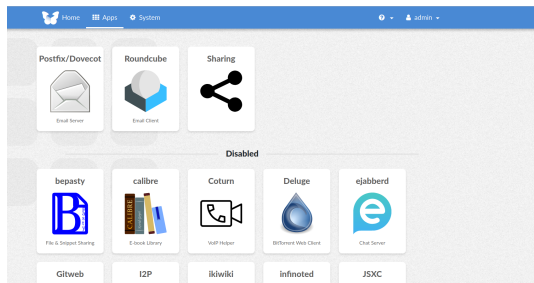 Home Apps System admin
Postfix/Dovecot Roundcube Sharing
Email Server Email Client
Disabled
bepasty calibre Coturn Deluge ejabberd
CALIBRE
File & Snippet Sharing E-book Library VoIP Helper BitTorrent Web Client Chat Server
Gitweb I2P ikiwiki infinoted JSXC